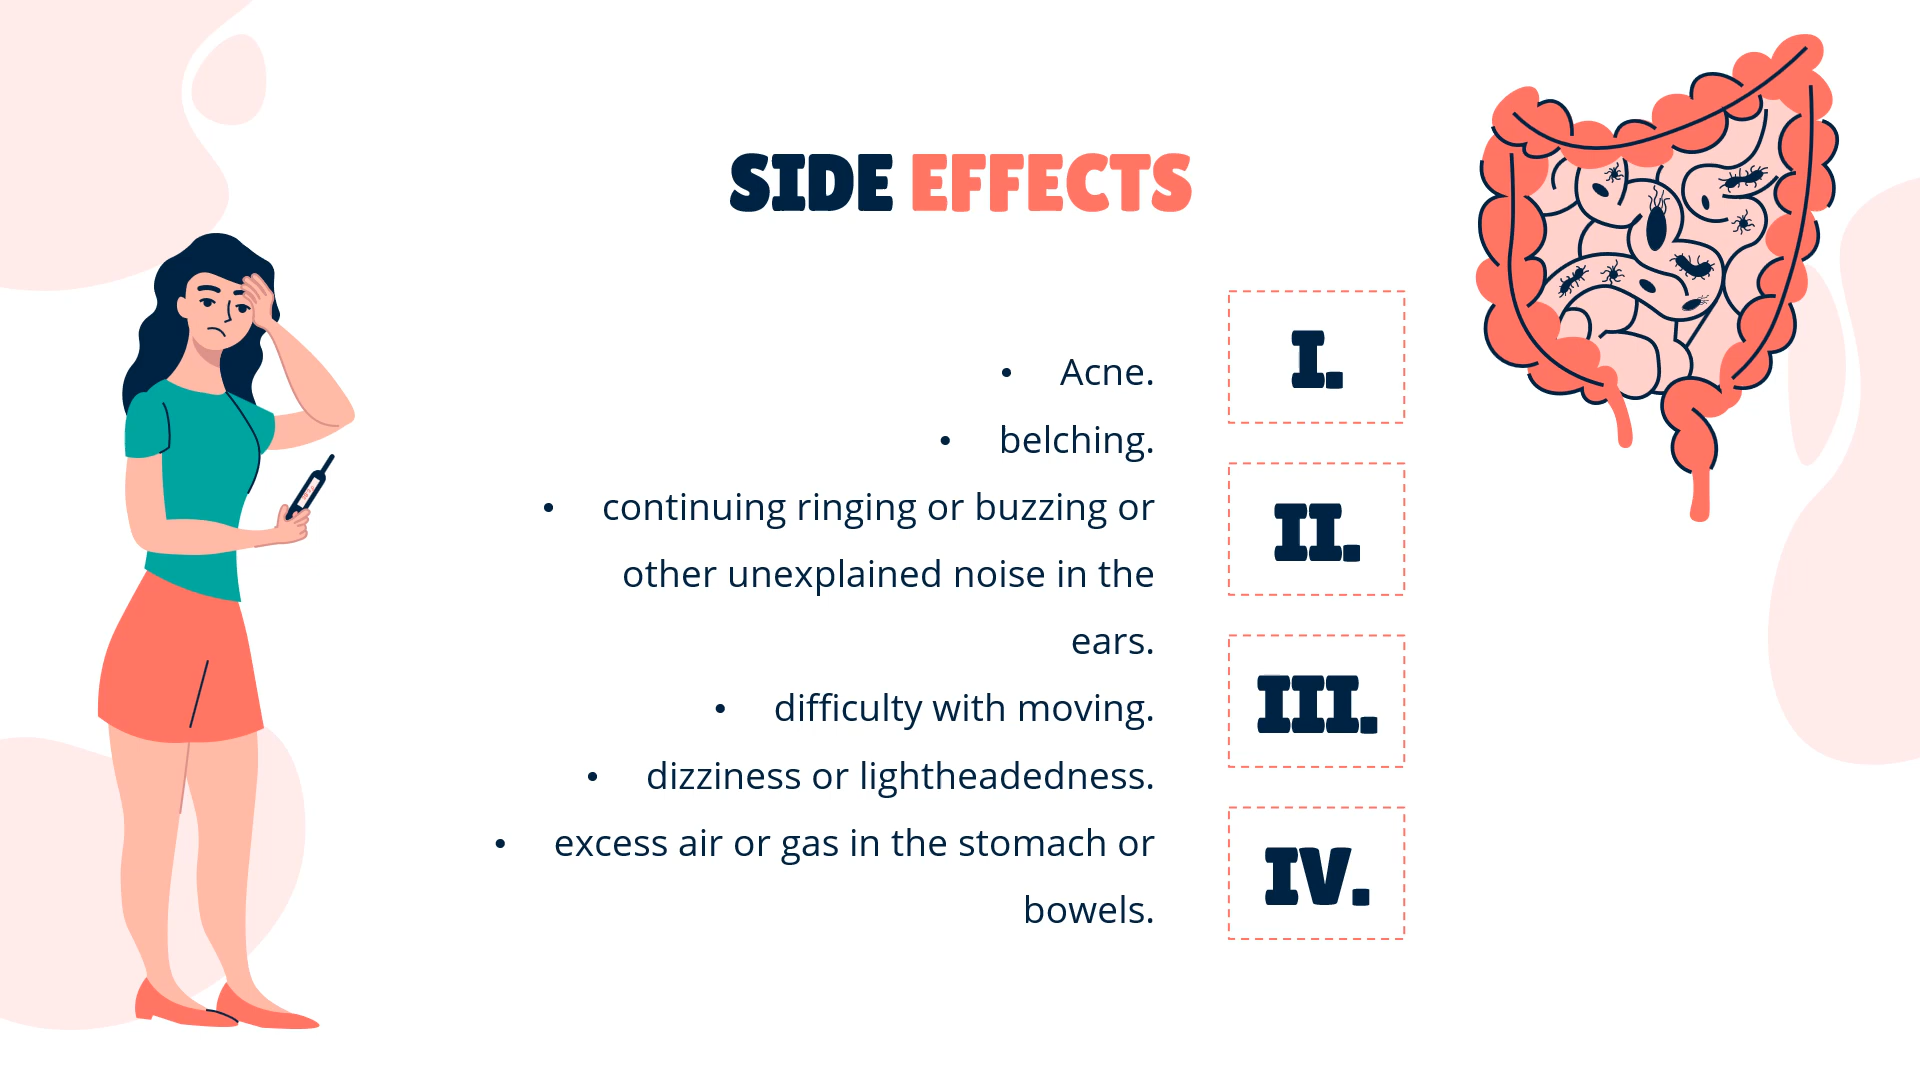 SIDE EFFECTS
• Acne.
• belching.
• continuing ringing or buzzing or
other unexplained noise in the
ears.
• difficulty with moving.
• dizziness or lightheadedness.
• excess air or gas in the stomach or
bowels.
I.
II.
III.
IV.